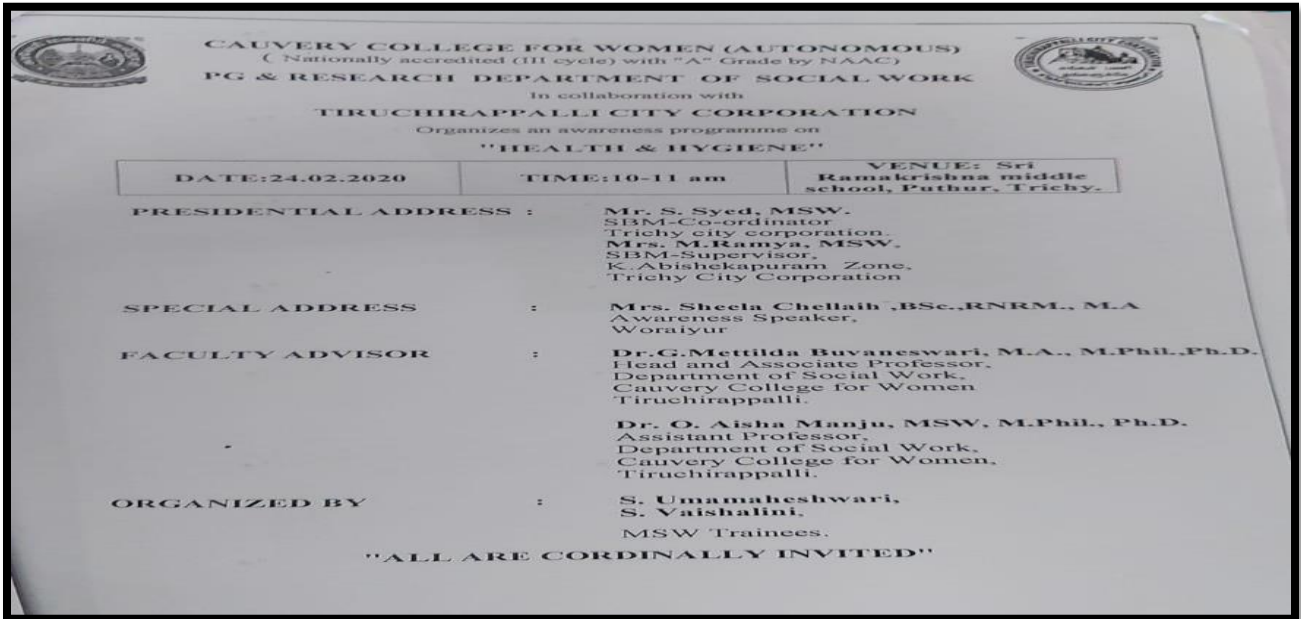 CAUVERY COLLEGE FOR WOMEN (AUTONOMOUS)
( Nationally accredited (III cycle) with "A" Grade by NAAC)
PG & RESEARCH DEPARTMENT OF SOCIAL WORK
In collaboration with
TIRUCHIRAPPALLI CITY CORPORATION
Organizes an awareness programme on
"HEALTH & HYGIENE"
DATE:24.02.2020 TIME:10-11 am VENUE: Sri
Ramakrishna middle
school, Puthur, Trichy.
PRESIDENTIAL ADDRESS : Mr. S. Syed, MSW.
SBM-Co-ordinator
Trichy city corporation.
Mrs. M.Ramya, MSW,
SBM-Supervisor,
K.Abishekapuram Zone,
Trichy City Corporation
SPECIAL ADDRESS : Mrs. Sheela Chellaih ,BSc.,RNRM., M.A
Awareness Speaker,
Woraiyur
FACULTY ADVISOR : Dr.G.Mettilda Buvaneswari, M.A., M.Phil.,Ph.D.
Head and Associate Professor,
Department of Social Work,
Cauvery College for Women
Tiruchirappalli.
Dr. O. Aisha Manju, MSW, M.Phil., Ph.D.
Assistant Professor,
Department of Social Work,
Cauvery College for Women,
Tiruchirappalli.
ORGANIZED BY : S. Umamaheshwari,
S. Vaishalini,
MSW Trainees.
"ALL ARE CORDINALLY INVITED"